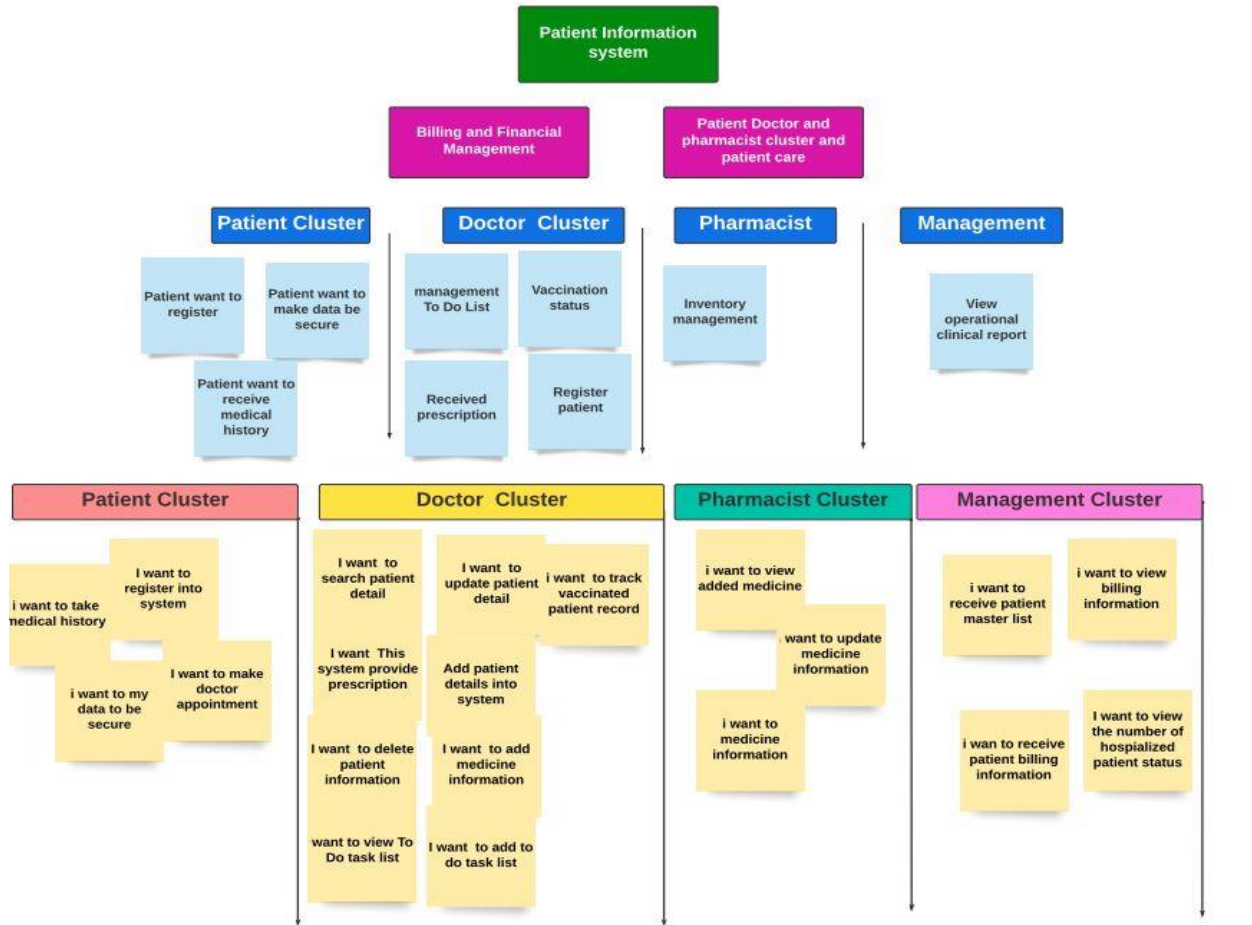 Patient Information
system
Billing and Financial
Management
Patient Doctor and
pharmacist cluster and
patient care
Patient Cluster
Doctor Cluster
Pharmacist
Management
Patient want to
register
Patient want to
make data be
secure
Patient want to
receive
medical
history
management
To Do List
Vaccination
status
Received
prescription
Register
patient
Inventory
management
View
operational
clinical report
Patient Cluster
Doctor Cluster
Pharmacist Cluster
Management Cluster
i want to take
medical history
I want to
register into
system
i want to my
data to be
secure
I want to make
doctor
appointment
I want to
search patient
detail
I want to
update patient
detail
i want to track
vaccinated
patient record
I want This
system provide
prescription
Add patient
details into
system
I want to delete
patient
information
I want to add
medicine
information
want to view To
Do task list
I want to add to
do task list
i want to view
added medicine
want to update
medicine
information
i want to
medicine
information
i want to
receive patient
master list
i want to view
billing
information
i wan to receive
patient billing
information
I want to view
the number of
hospialized
patient status